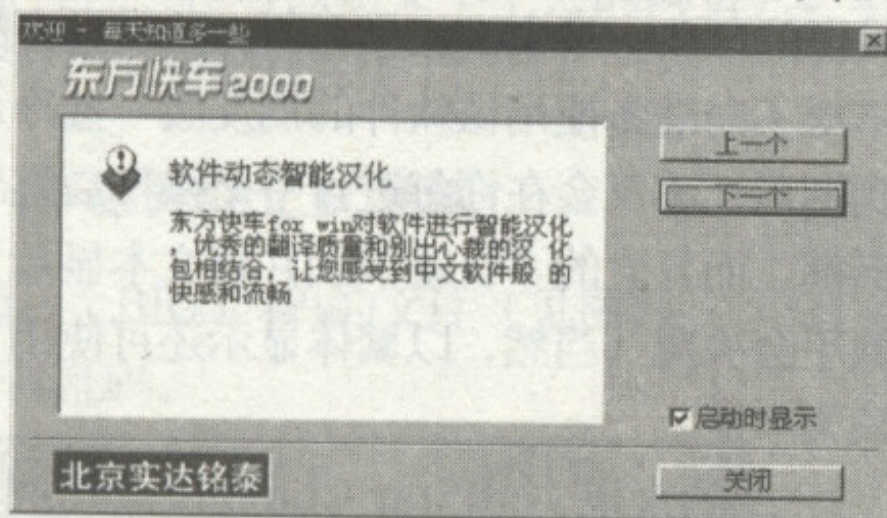 欢迎 - 每天知道多一些
东方快车2000
上一个
软件动态智能汉化
下一个
东方快车for win对软件进行智能汉化
，优秀的翻译质量和别出心裁的汉 化
包相结合，让您感受到中文软件般 的
快感和流畅
启动时显示
北京实达铭泰
关闭